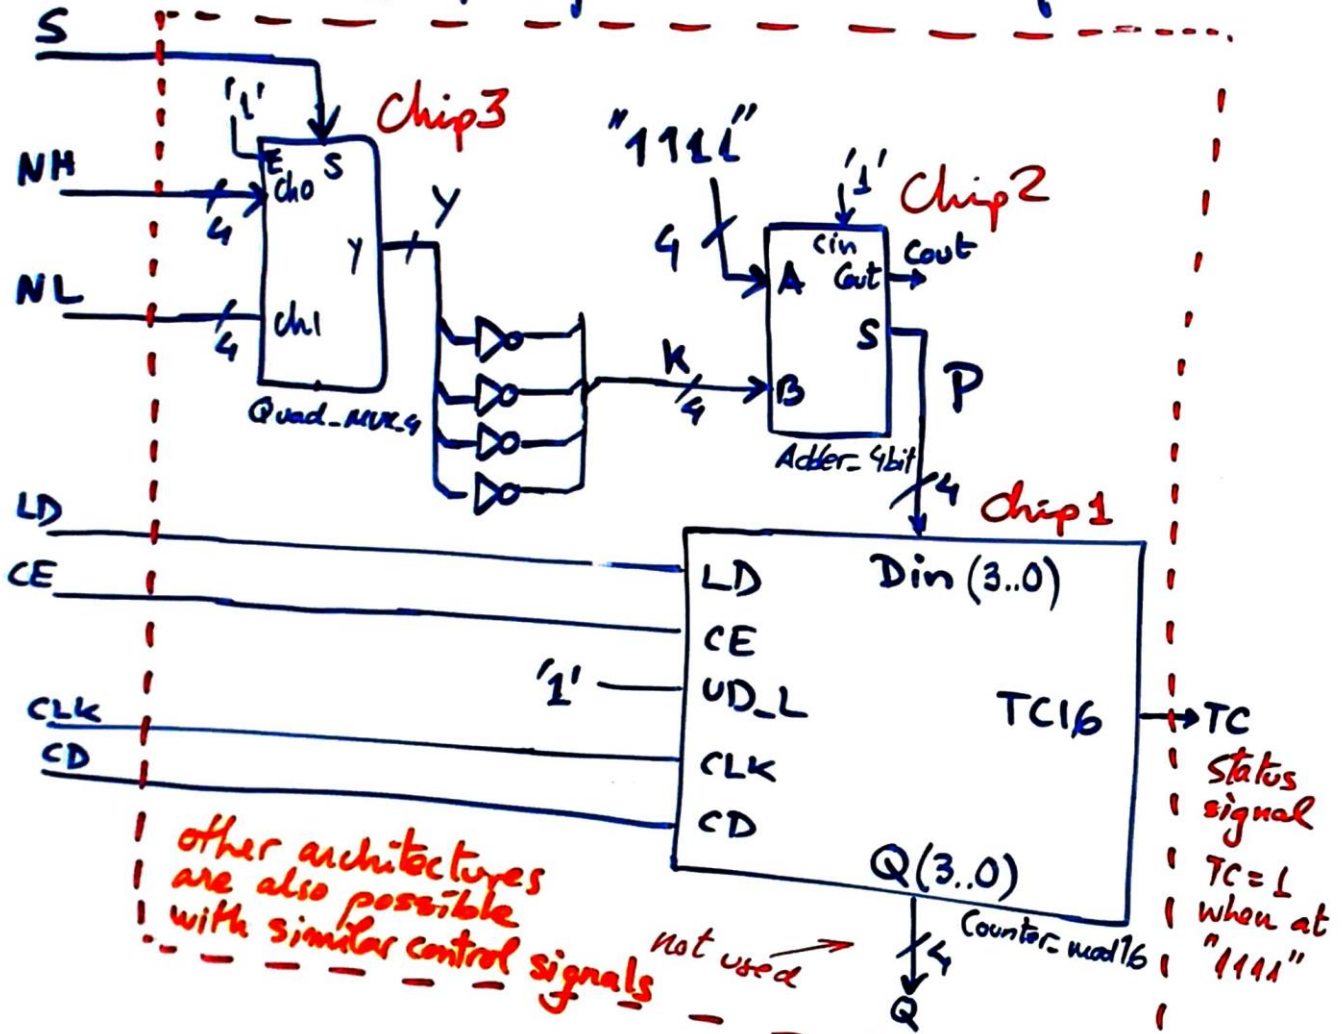 S
'1'
Chip3
"1111"
'1'
Chip2
NH
4
E
S
Ch0
Y
Y
NL
4
Ch1
Quad_MUX_4
4
A
Cin
Cout
Cout
S
P
K
4
B
Adder_4bit
4
Chip1
LD
LD
Din (3..0)
CE
CE
'1'
UD_L
TC16
TC
CLK
CLK
CD
CD
Status
signal
TC=1
when at
"1111"
Q(3..0)
Counter_mod16
other architectures
are also possible
with similar control signals
not used
4
Q